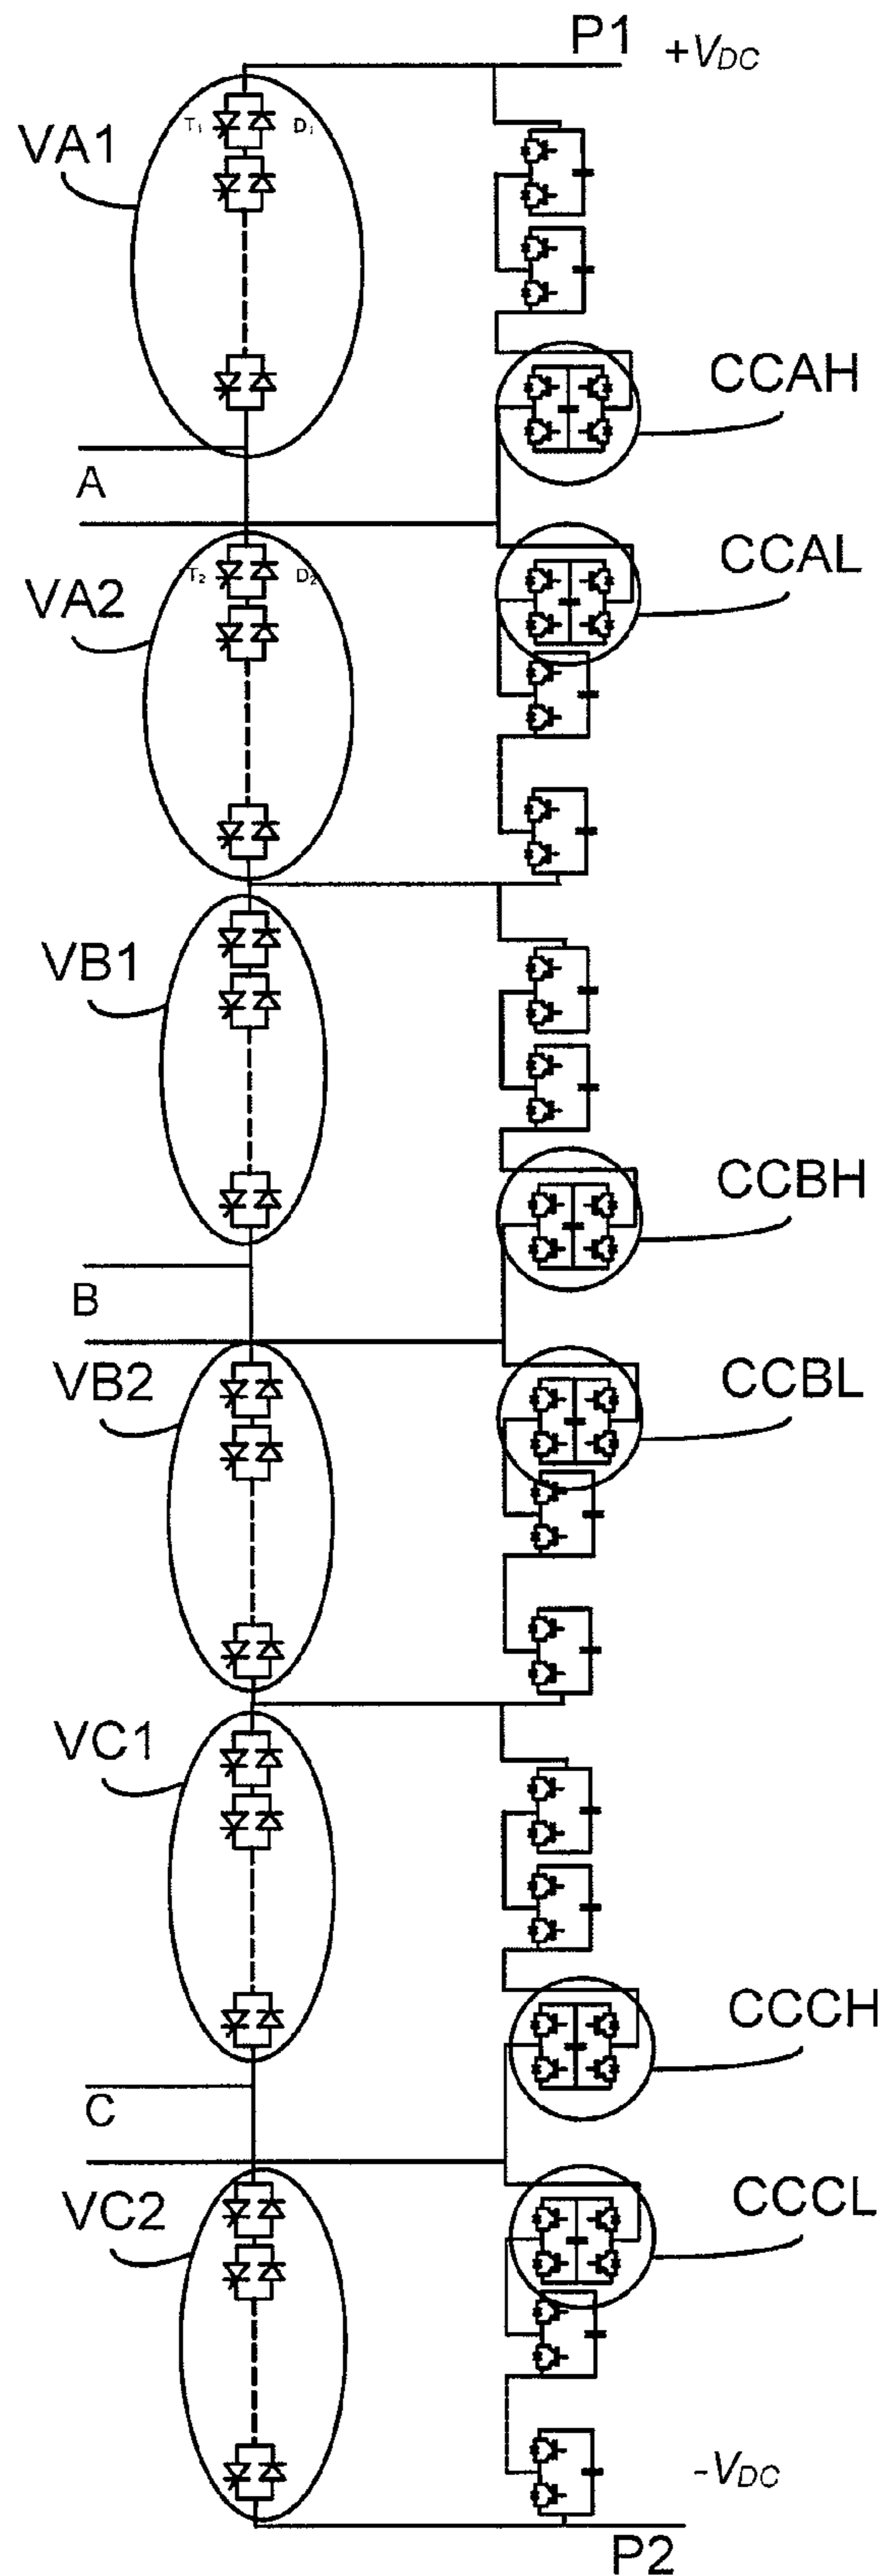 P1 +VDC
T1 D1
VA1
CCAH
A
CCAL
T2 D2
VA2
VB1
CCBH
B
VB2
CCBL
VC1
CCCH
C
CCCL
VC2
-VDC
P2